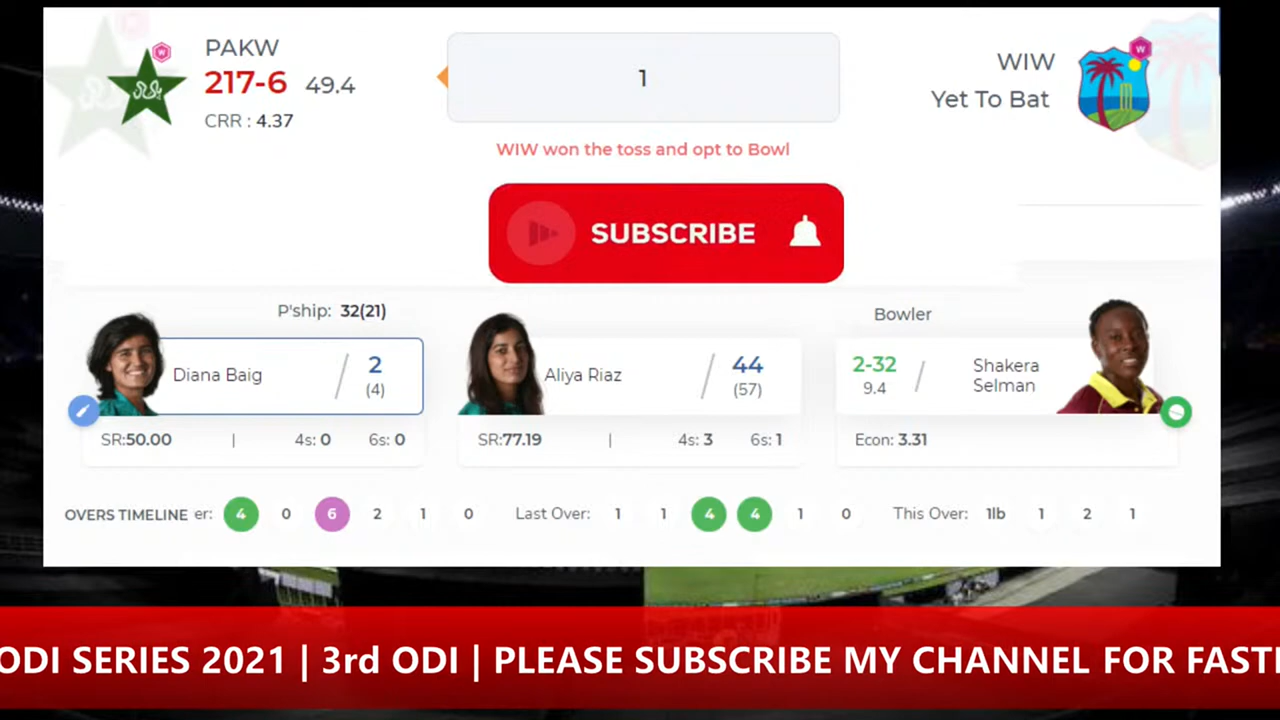 PAKW
217-6 49.4
CRR : 4.37
1
WIW
Yet To Bat
W
W
WIW won the toss and opt to Bowl
SUBSCRIBE
P'ship: 32(21)
Bowler
Diana Baig / 2
(4)
Aliya Riaz / 44
(57)
2-32 / Shakera
9.4 Selman
SR:50.00 | 4s: 0 6s: 0
SR:77.19 | 4s: 3 6s: 1
Econ: 3.31
OVERS TIMELINE er: 4 0 6 2 1 0 Last Over: 1 1 4 4 1 0 This Over: 1lb 1 2 1
ODI SERIES 2021 | 3rd ODI | PLEASE SUBSCRIBE MY CHANNEL FOR FAST